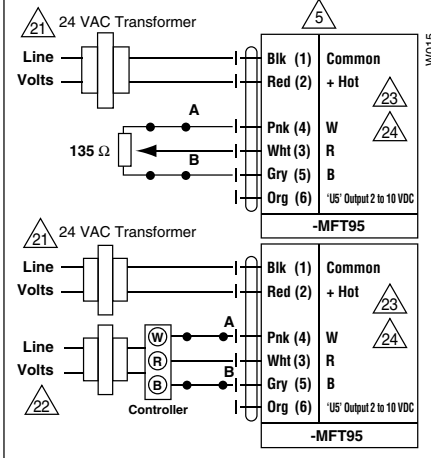 21 24 VAC Transformer 5
Line Blk (1) Common
Volts Red (2) + Hot
23
A Pnk (4) W 24
135 Ω Wht (3) R
B Gry (5) B
Org (6) 'U5' Output 2 to 10 VDC
-MFT95
W015
21 24 VAC Transformer
Line Blk (1) Common
Volts Red (2) + Hot
23
A Pnk (4) W 24
Line W
Volts R Wht (3) R
B B Gry (5) B
22 Controller Org (6) 'U5' Output 2 to 10 VDC
-MFT95